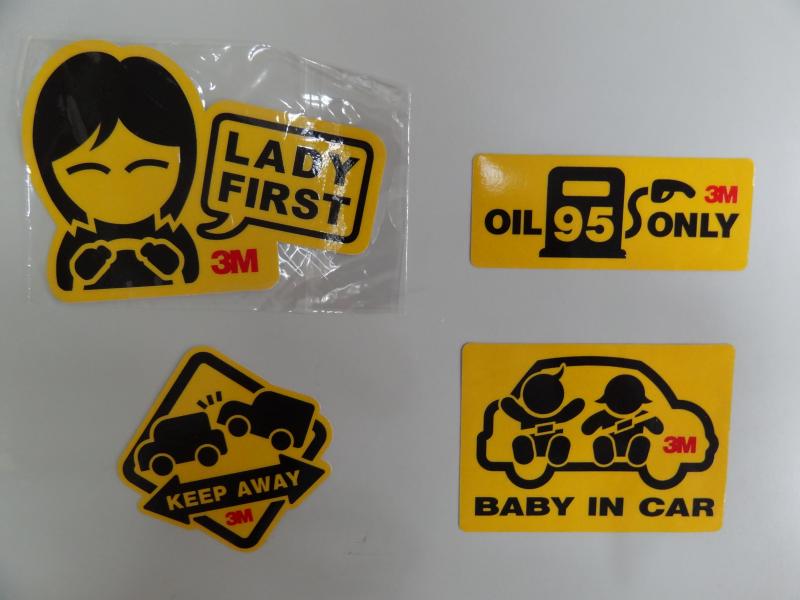 LADY
FIRST
3M
3M
OIL 95 ONLY
KEEP AWAY
3M
3M
BABY IN CAR